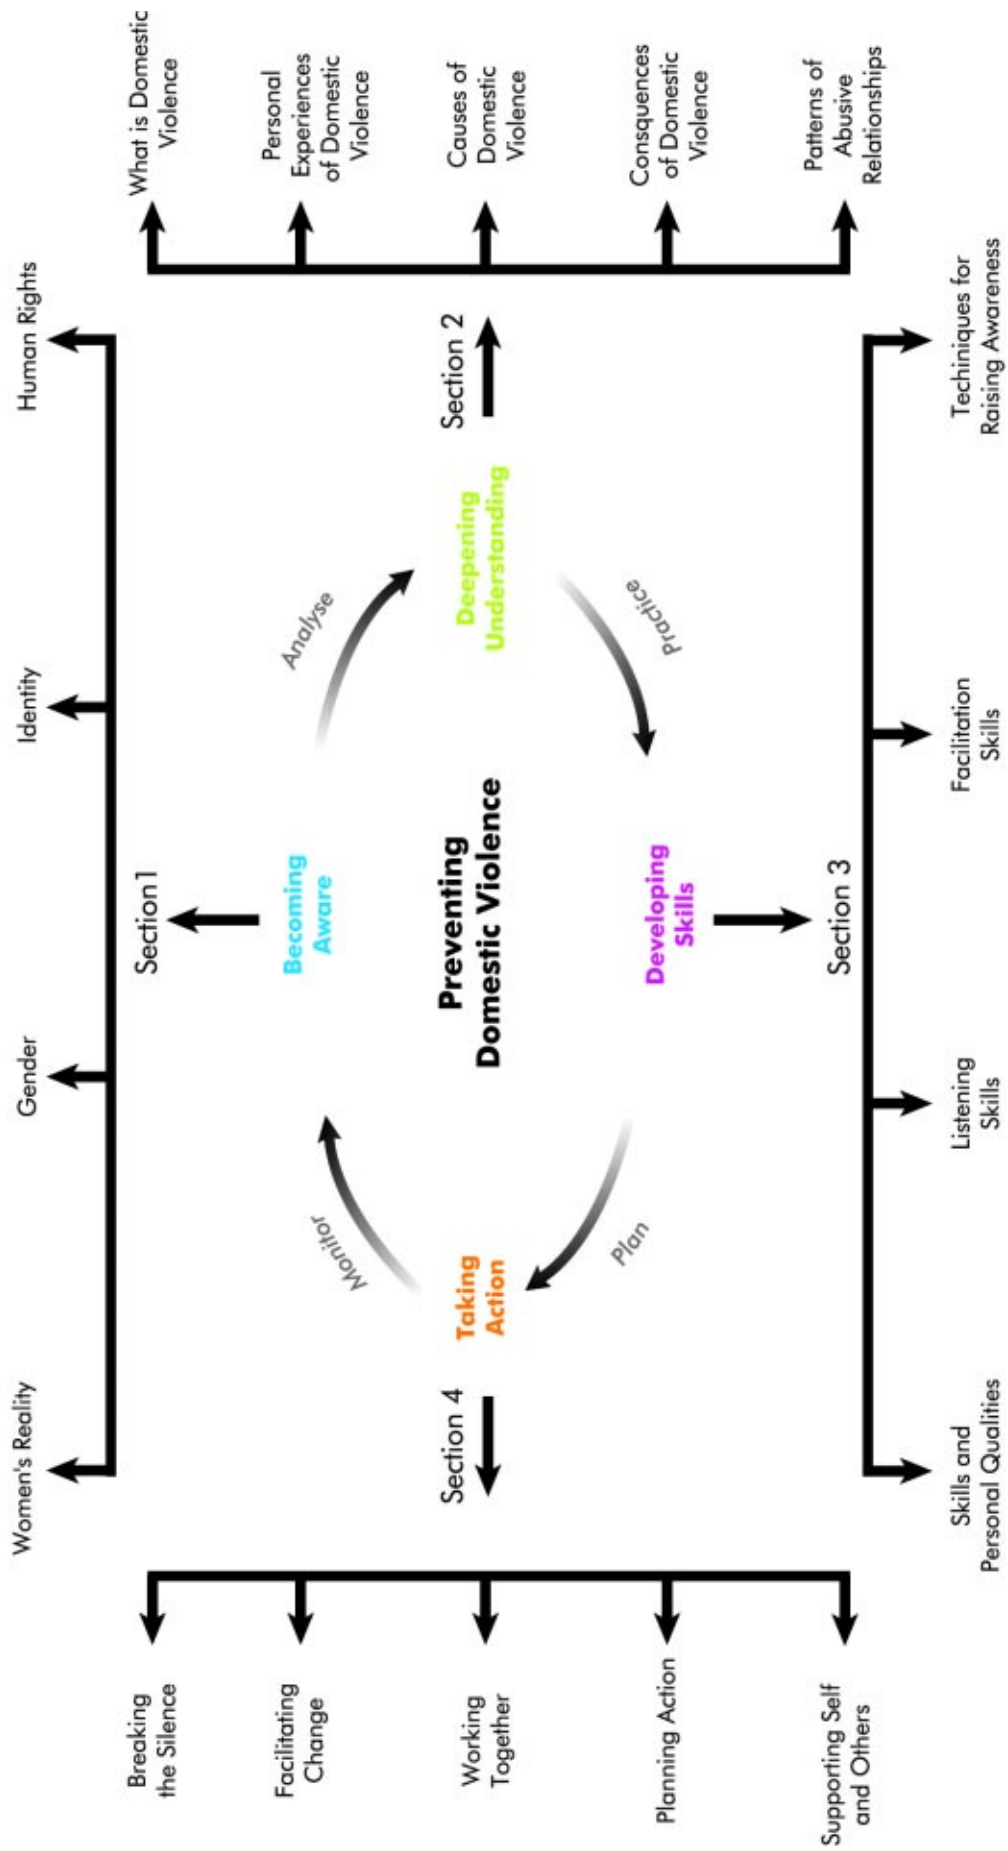 Women's Reality
Gender
Identity
Human Rights
Section1
Becoming
Aware
Monitor
Analyse
Breaking
the Silence
Facilitating
Change
Working
Together
Planning Action
Supporting Self
and Others
Section 4
Taking
Action
Preventing
Domestic Violence
Deepening
Understanding
Section 2
What is Domestic
Violence
Personal
Experiences
of Domestic
Violence
Causes of
Domestic
Violence
Consquences
of Domestic
Violence
Patterns of
Abusive
Relationships
Plan
Practice
Developing
Skills
Section 3
Skills and
Personal Qualities
Listening
Skills
Facilitation
Skills
Techiniques for
Raising Awareness